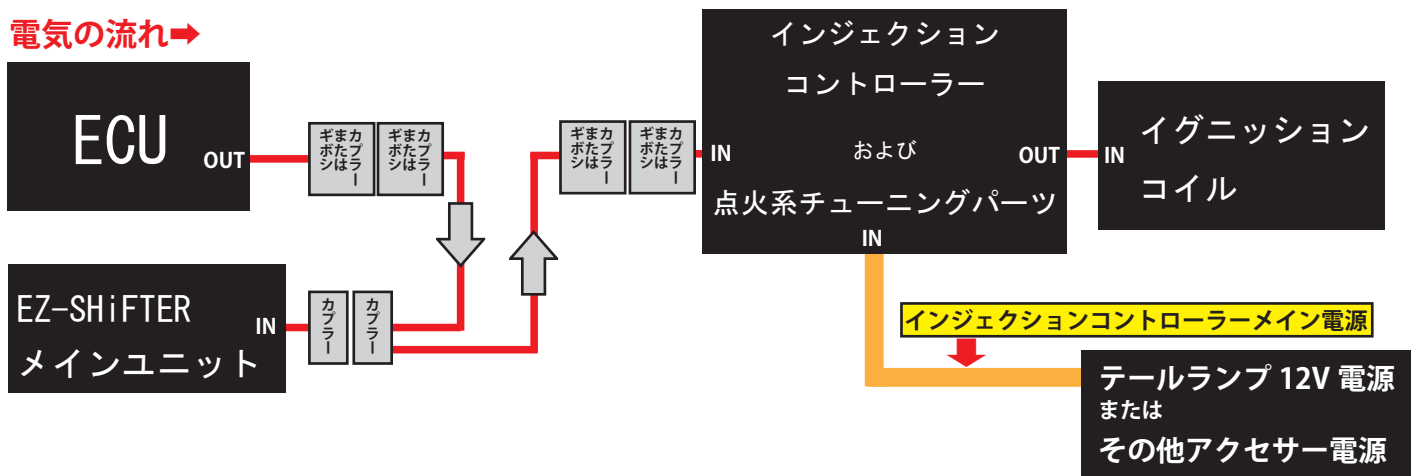 電気の流れ➡
ECU
OUT
カプラー
または
ギボシ
カプラー
または
ギボシ
カプラー
または
ギボシ
カプラー
または
ギボシ
インジェクション
コントローラー
および
点火系チューニングパーツ
IN
OUT
IN
IN
イグニッション
コイル
EZ-SHiFTER
メインユニット
IN
カプラー
カプラー
インジェクションコントローラーメイン電源
テールランプ 12V 電源
または
その他アクセサー電源